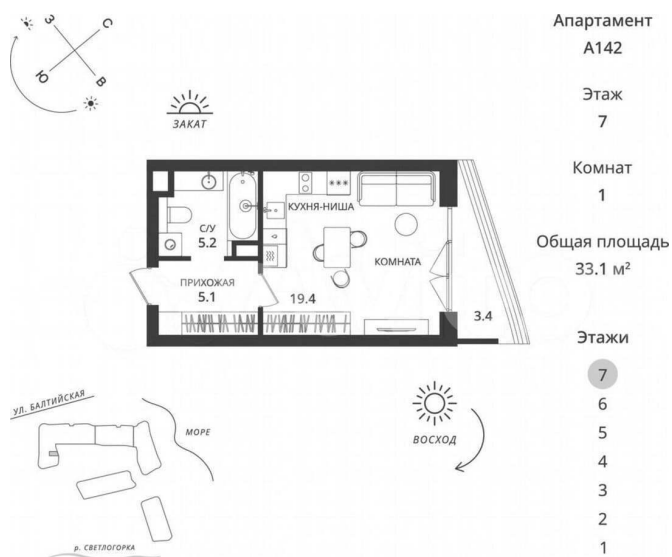 З
С
Ю
В
ЗАКАТ
Апартамент
А142
Этаж
7
Комнат
1
Общая площадь
33.1 м²
КУХНЯ-НИША
С/У
5.2
КОМНАТА
ПРИХОЖАЯ
5.1
19.4
3.4
Этажи
7
6
5
4
3
2
1
ВОСХОД
УЛ. БАЛТИЙСКАЯ
МОРЕ
р. СВЕТЛОГОРКА